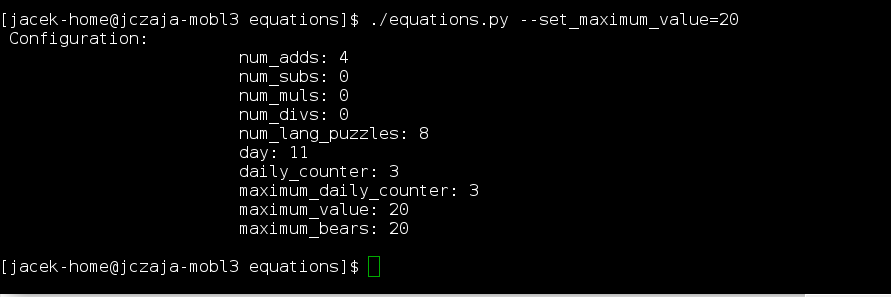 [jacek-home@jczaja-mobl3 equations]$ ./equations.py --set_maximum_value=20
Configuration:
num_adds: 4
num_subs: 0
num_muls: 0
num_divs: 0
num_lang_puzzles: 8
day: 11
daily_counter: 3
maximum_daily_counter: 3
maximum_value: 20
maximum_bears: 20
[jacek-home@jczaja-mobl3 equations]$